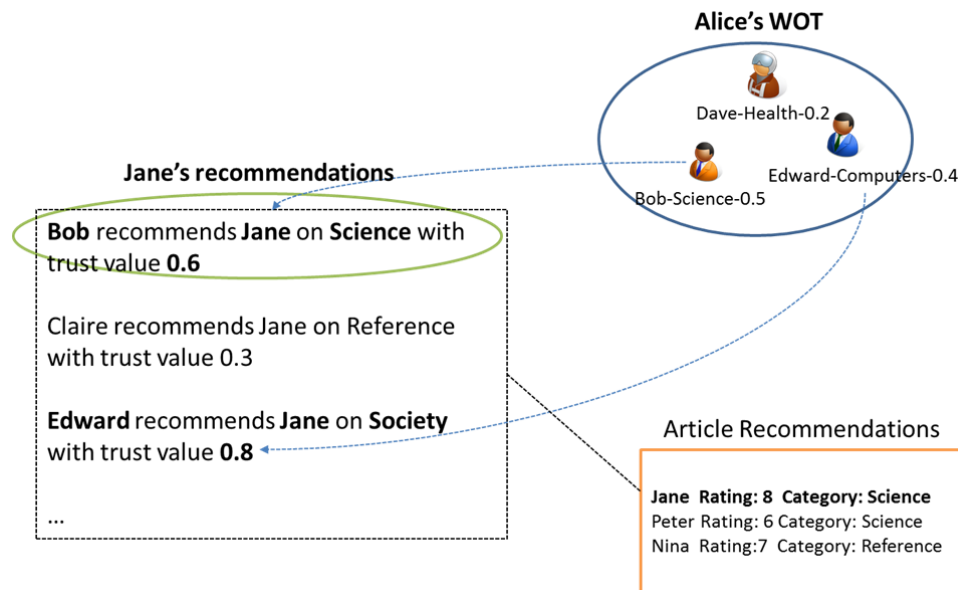 Alice's WOT
Dave-Health-0.2
Edward-Computers-0.4
Bob-Science-0.5
Jane's recommendations
Bob recommends Jane on Science with
trust value 0.6
Claire recommends Jane on Reference
with trust value 0.3
Edward recommends Jane on Society
with trust value 0.8
...
Article Recommendations
Jane Rating: 8 Category: Science
Peter Rating: 6 Category: Science
Nina Rating:7 Category: Reference